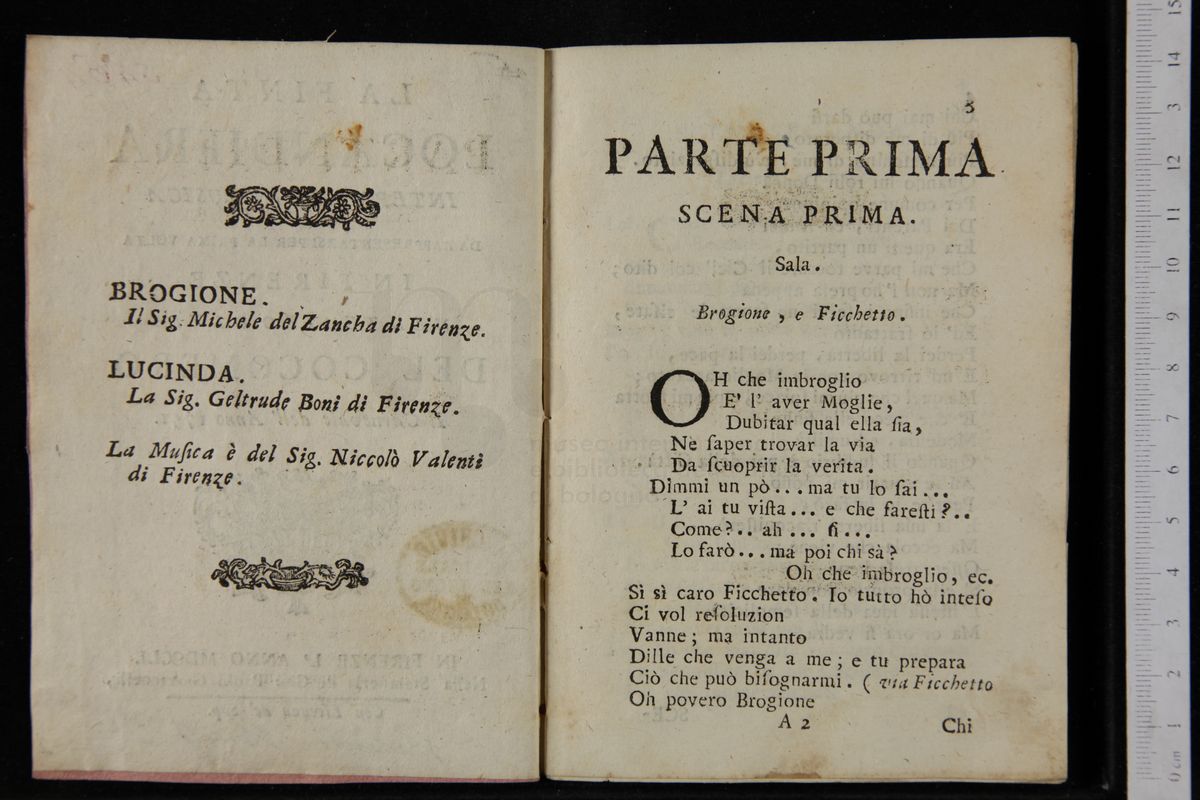 BROGIONE.
Il Sig. Michele del Zancha di Firenze.
LUCINDA.
La Sig. Geltrude Boni di Firenze.
La Muſica è del Sig. Niccolò Valenti
di Firenze.
3
PARTE PRIMA
SCENA PRIMA.
Sala.
Brogione, e Ficchetto.
OH che imbroglio
E' l' aver Moglie,
Dubitar qual ella ſia,
Ne ſaper trovar la via
Da ſcuoprir la verita.
Dimmi un pò... ma tu lo ſai...
L' ai tu viſta... e che fareſti?..
Come?.. ah... ſi...
Lo farò... ma poi chi sà?
Oh che imbroglio, ec.
Si sì caro Ficchetto. Io tutto hò inteſo
Ci vol reſoluzion
Vanne; ma intanto
Dille che venga a me; e tu prepara
Ciò che può biſognarmi. ( via Ficchetto
Oh povero Brogione
A 2
Chi